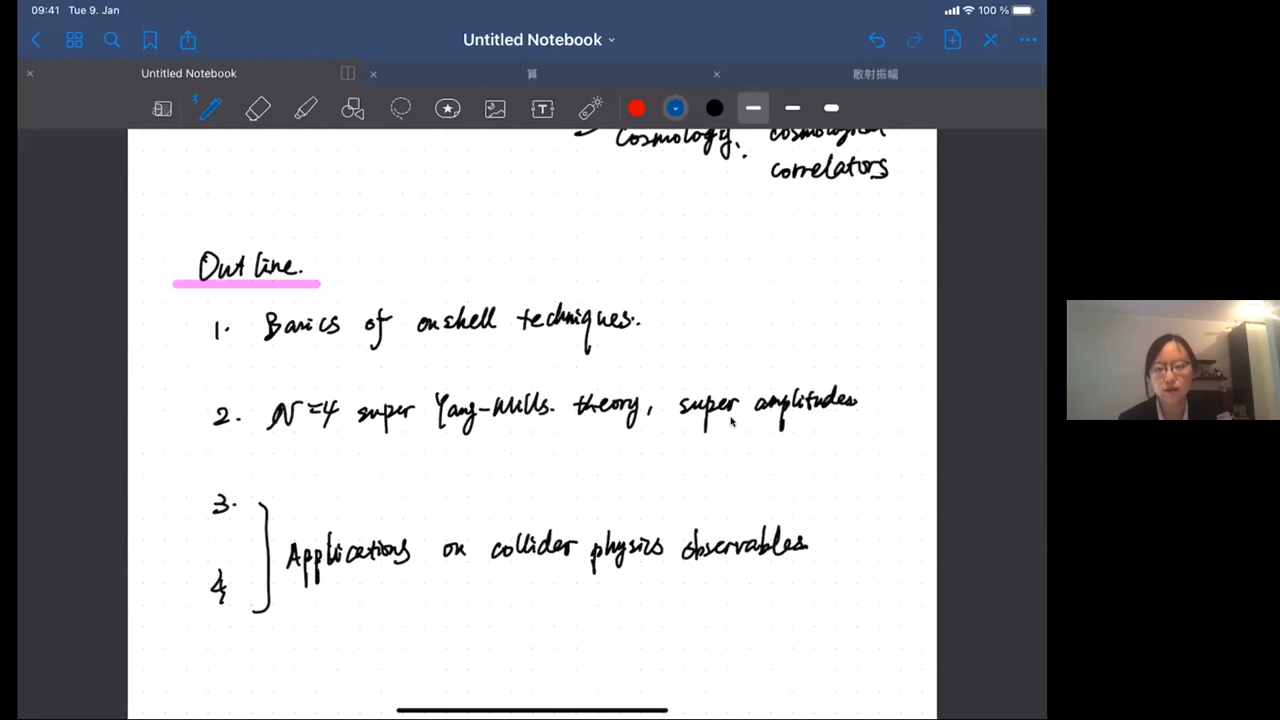 09:41 Tue 9. Jan
100 %
Untitled Notebook
Untitled Notebook
算
散射振幅
T
Cosmology. cosmological
correlators
Outline.
1. Basics of onshell techniques.
2. N=4 super Yang-Mills. theory, super amplitudes
3.
Applications on collider physics observables
4